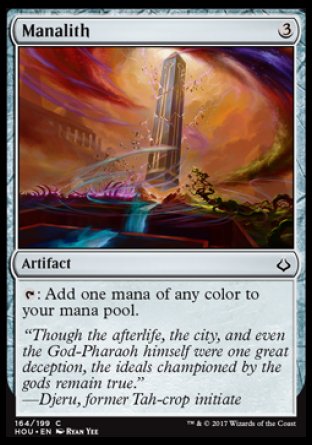 Manalith 3
Artifact
: Add one mana of any color to
your mana pool.
“Though the afterlife, the city, and even
the God-Pharaoh himself were one great
deception, the ideals championed by the
gods remain true.”
—Djeru, former Tah-crop initiate
164/199 C
HOU • EN Ryan Yee
™ & © 2017 Wizards of the Coast